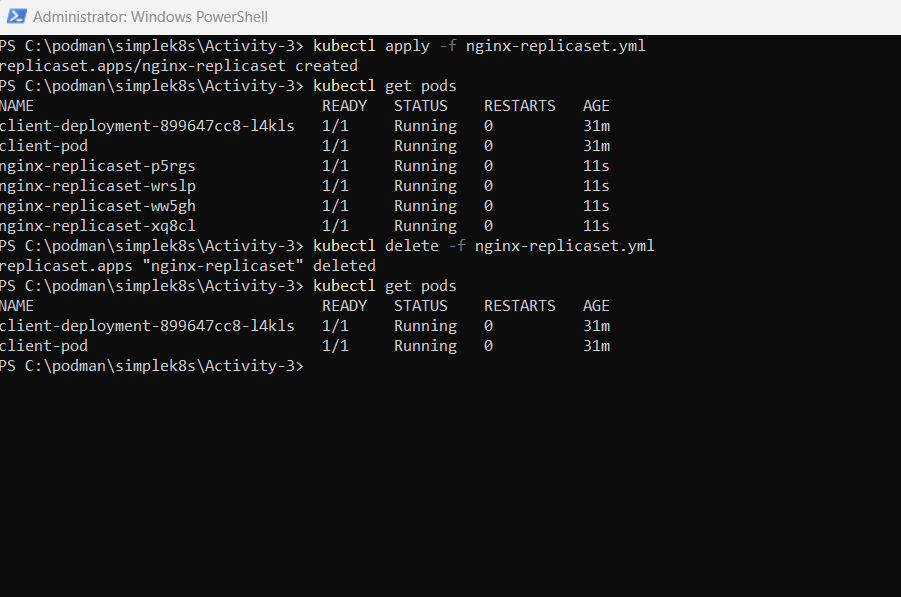 Administrator: Windows PowerShell
PS C:\podman\simplek8s\Activity-3> kubectl apply -f nginx-replicaset.yml
replicaset.apps/nginx-replicaset created
PS C:\podman\simplek8s\Activity-3> kubectl get pods
NAME READY STATUS RESTARTS AGE
client-deployment-899647cc8-l4kls 1/1 Running 0 31m
client-pod 1/1 Running 0 31m
nginx-replicaset-p5rgs 1/1 Running 0 11s
nginx-replicaset-wrslp 1/1 Running 0 11s
nginx-replicaset-ww5gh 1/1 Running 0 11s
nginx-replicaset-xq8cl 1/1 Running 0 11s
PS C:\podman\simplek8s\Activity-3> kubectl delete -f nginx-replicaset.yml
replicaset.apps "nginx-replicaset" deleted
PS C:\podman\simplek8s\Activity-3> kubectl get pods
NAME READY STATUS RESTARTS AGE
client-deployment-899647cc8-l4kls 1/1 Running 0 31m
client-pod 1/1 Running 0 31m
PS C:\podman\simplek8s\Activity-3>